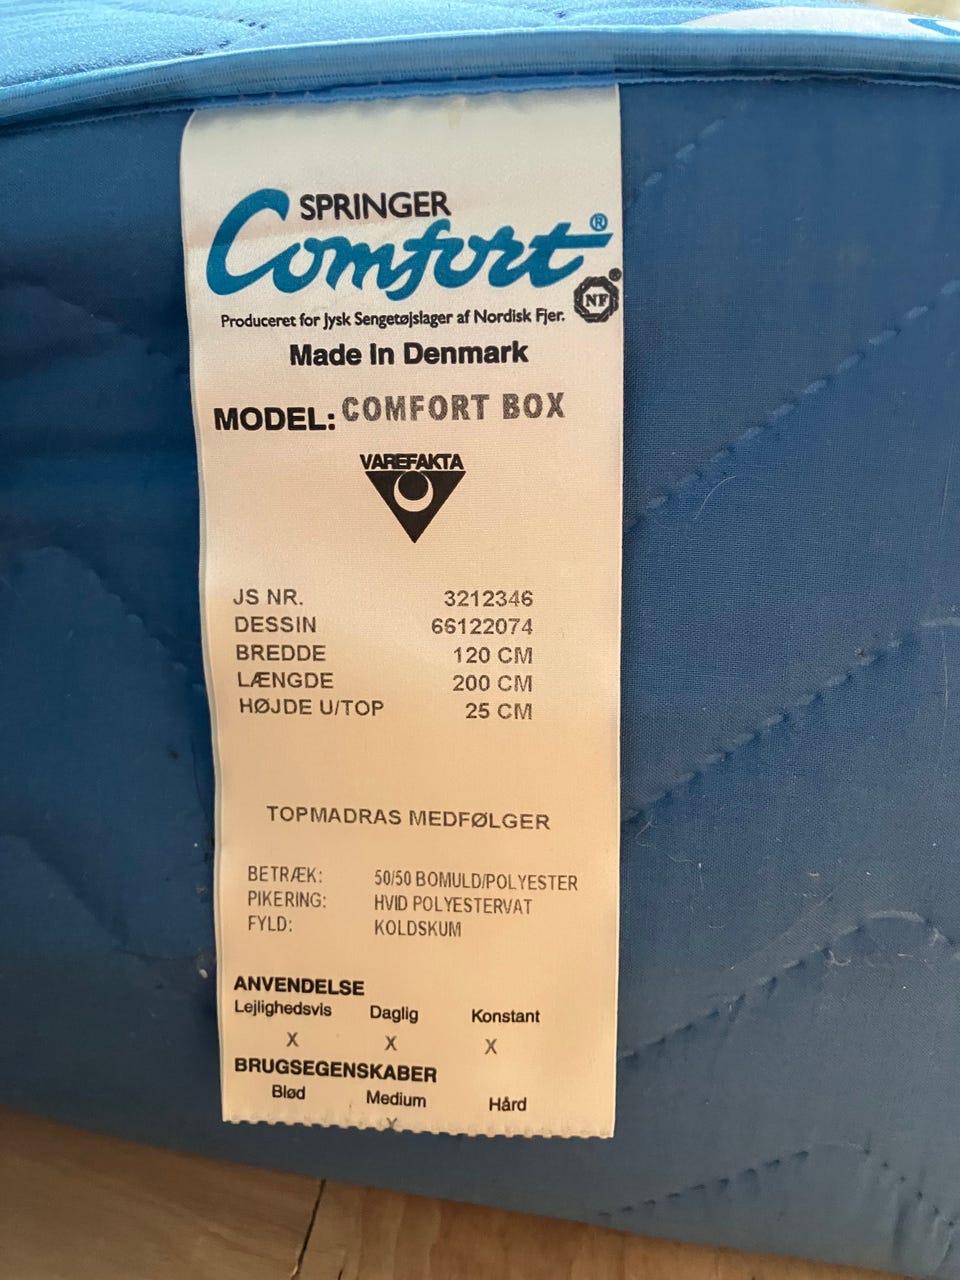 SPRINGER
Comfort®
NF®
Produceret for Jysk Sengetøjslager af Nordisk Fjer.
Made In Denmark
MODEL: COMFORT BOX
VAREFAKTA
JS NR. 3212346
DESSIN 66122074
BREDDE 120 CM
LÆNGDE 200 CM
HØJDE U/TOP 25 CM
TOPMADRAS MEDFØLGER
BETRÆK: 50/50 BOMULD/POLYESTER
PIKERING: HVID POLYESTERVAT
FYLD: KOLDSKUM
ANVENDELSE
Lejlighedsvis Daglig Konstant
X X X
BRUGSEGENSKABER
Blød Medium Hård
X